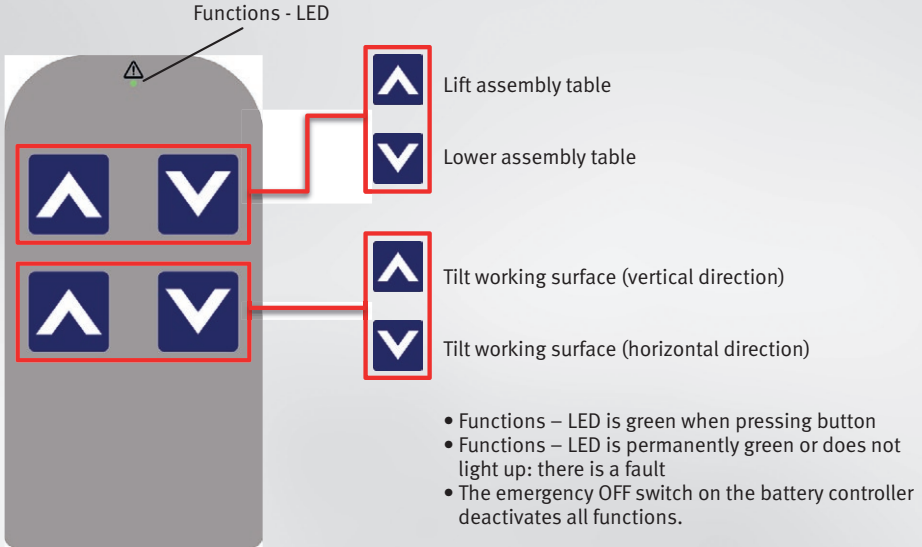 Functions - LED
Lift assembly table
Lower assembly table
Tilt working surface (vertical direction)
Tilt working surface (horizontal direction)
• Functions – LED is green when pressing button
• Functions – LED is permanently green or does not
light up: there is a fault
• The emergency OFF switch on the battery controller
deactivates all functions.